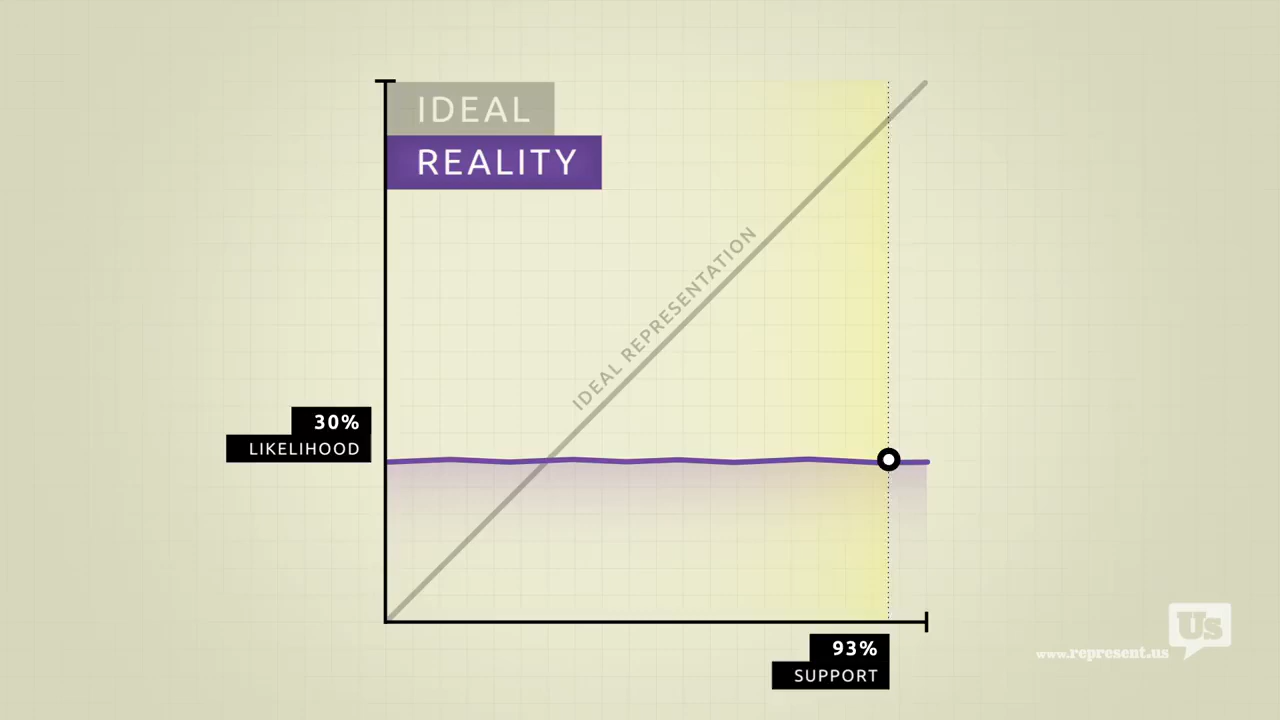 IDEAL
REALITY
IDEAL REPRESENTATION
30%
LIKELIHOOD
93%
SUPPORT
Us
www.represent.us